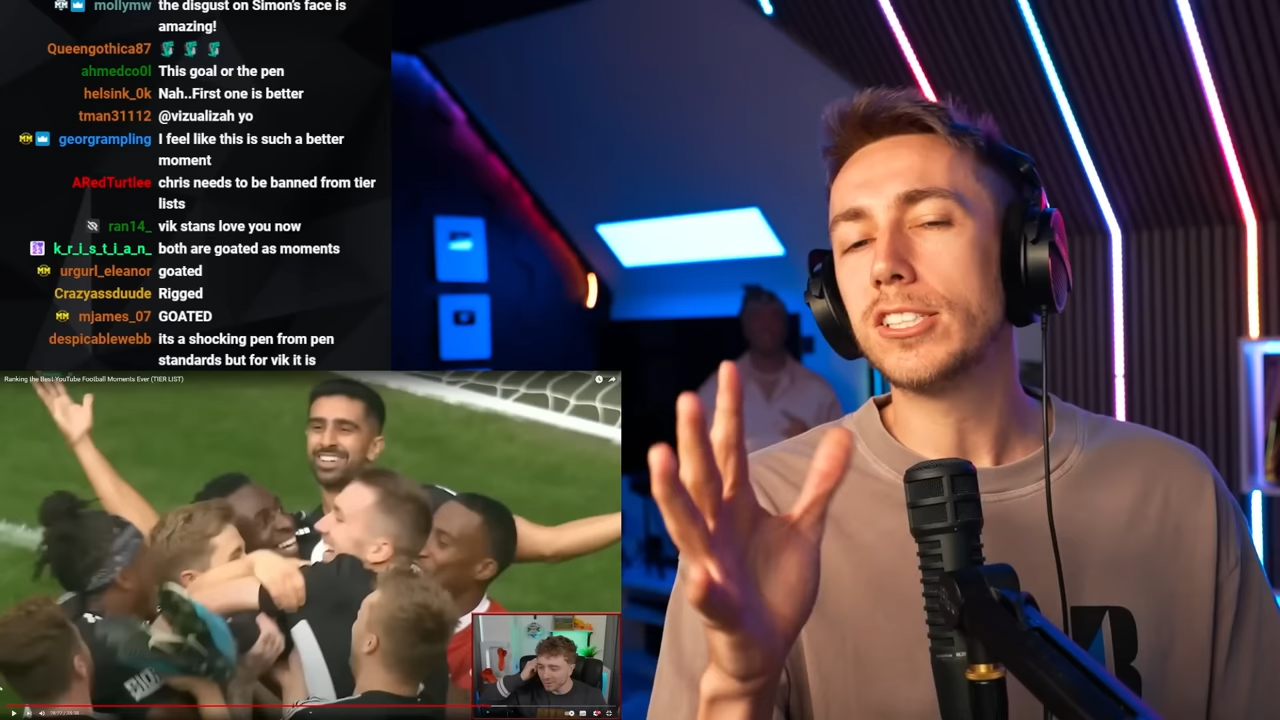 mollymw the disgust on Simon's face is
amazing!
Queengothica87
ahmedco0l This goal or the pen
helsink_0k Nah..First one is better
tman31112 @vizualizah yo
georgrampling I feel like this is such a better
moment
ARedTurtlee chris needs to be banned from tier
lists
ran14_ vik stans love you now
k_r_i_s_t_i_a_n_ both are goated as moments
urgurl_eleanor goated
Crazyassduude Rigged
mjames_07 GOATED
despicablewebb its a shocking pen from pen
standards but for vik it is
Ranking the Best YouTube Football Moments Ever (TIER LIST)